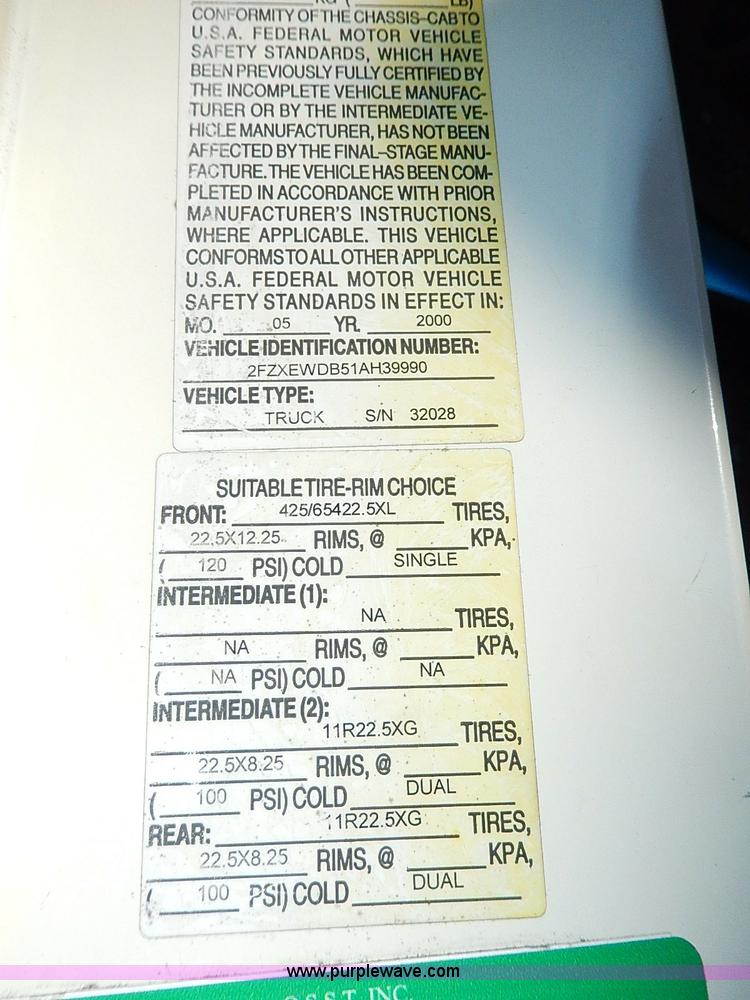 KG ( LB)
CONFORMITY OF THE CHASSIS-CAB TO
U.S.A. FEDERAL MOTOR VEHICLE
SAFETY STANDARDS, WHICH HAVE
BEEN PREVIOUSLY FULLY CERTIFIED BY
THE INCOMPLETE VEHICLE MANUFAC-
TURER OR BY THE INTERMEDIATE VE-
HICLE MANUFACTURER, HAS NOT BEEN
AFFECTED BY THE FINAL-STAGE MANU-
FACTURE. THE VEHICLE HAS BEEN COM-
PLETED IN ACCORDANCE WITH PRIOR
MANUFACTURER'S INSTRUCTIONS,
WHERE APPLICABLE. THIS VEHICLE
CONFORMS TO ALL OTHER APPLICABLE
U.S.A. FEDERAL MOTOR VEHICLE
SAFETY STANDARDS IN EFFECT IN:
MO. 05 YR. 2000
VEHICLE IDENTIFICATION NUMBER:
2FZXEWDB51AH39990
VEHICLE TYPE:
TRUCK S/N 32028
SUITABLE TIRE-RIM CHOICE
FRONT: 425/65422.5XL TIRES,
22.5X12.25 RIMS, @ KPA,
( 120 PSI) COLD SINGLE
INTERMEDIATE (1):
NA TIRES,
NA RIMS, @ KPA,
( NA PSI) COLD NA
INTERMEDIATE (2):
11R22.5XG TIRES,
22.5X8.25 RIMS, @ KPA,
( 100 PSI) COLD DUAL
REAR: 11R22.5XG TIRES,
22.5X8.25 RIMS, @ KPA,
( 100 PSI) COLD DUAL
www.purplewave.com
INC.